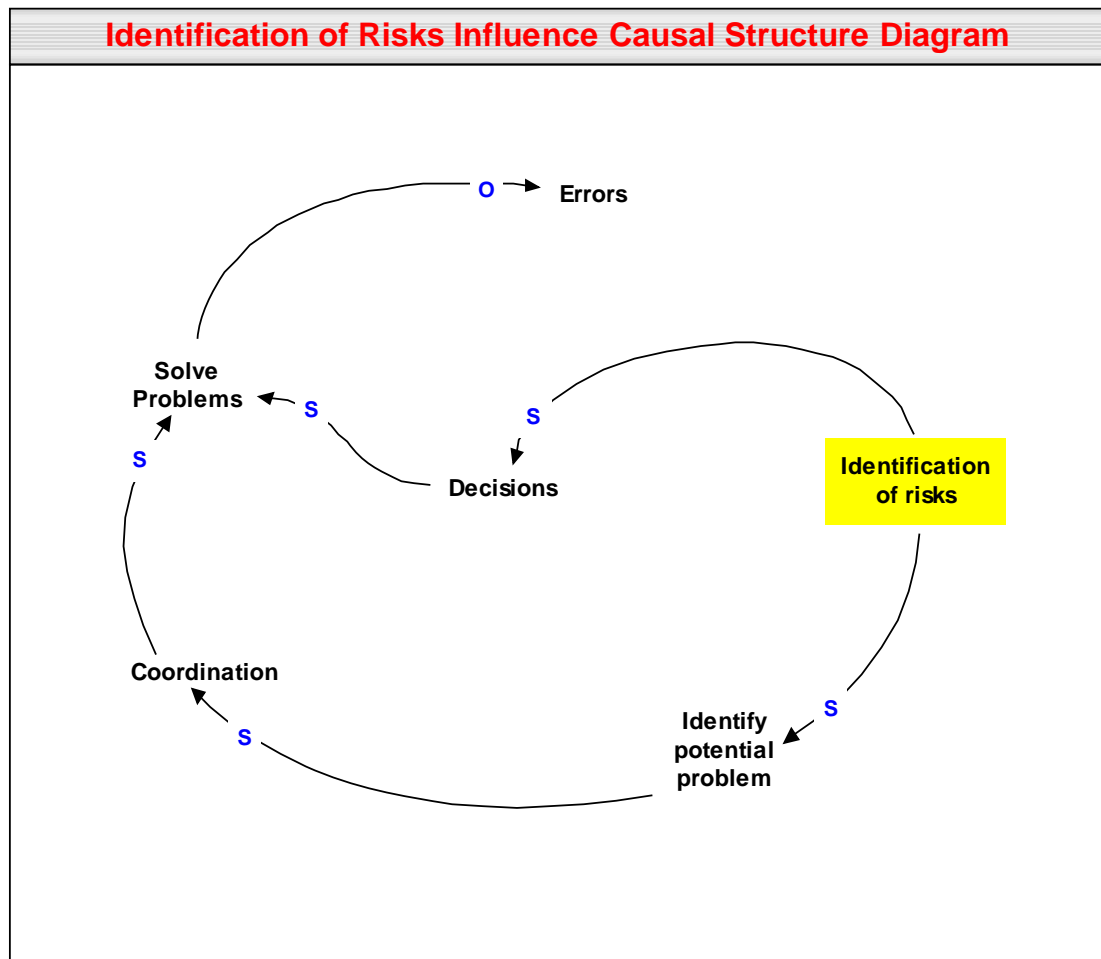 Identification of Risks Influence Causal Structure Diagram
O
Errors
Solve
Problems
S
S
Decisions
Identification
of risks
S
Coordination
S
Identify
potential
problem
S